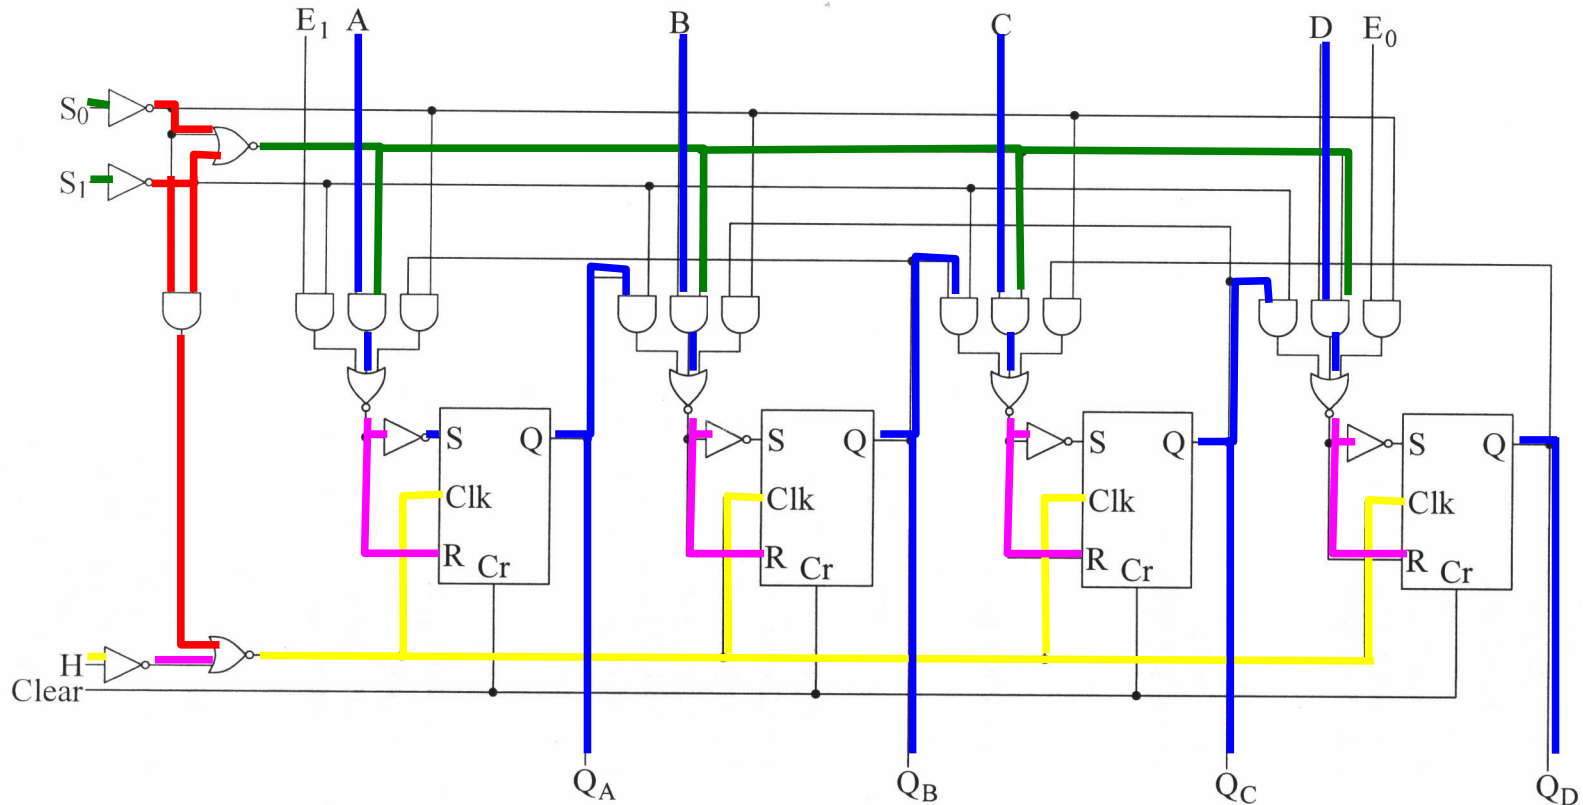 E1 A B C D E0
S0
S1
S Q S Q S Q S Q
Clk Clk Clk Clk
R R R R
Cr Cr Cr Cr
H
Clear
QA QB QC QD